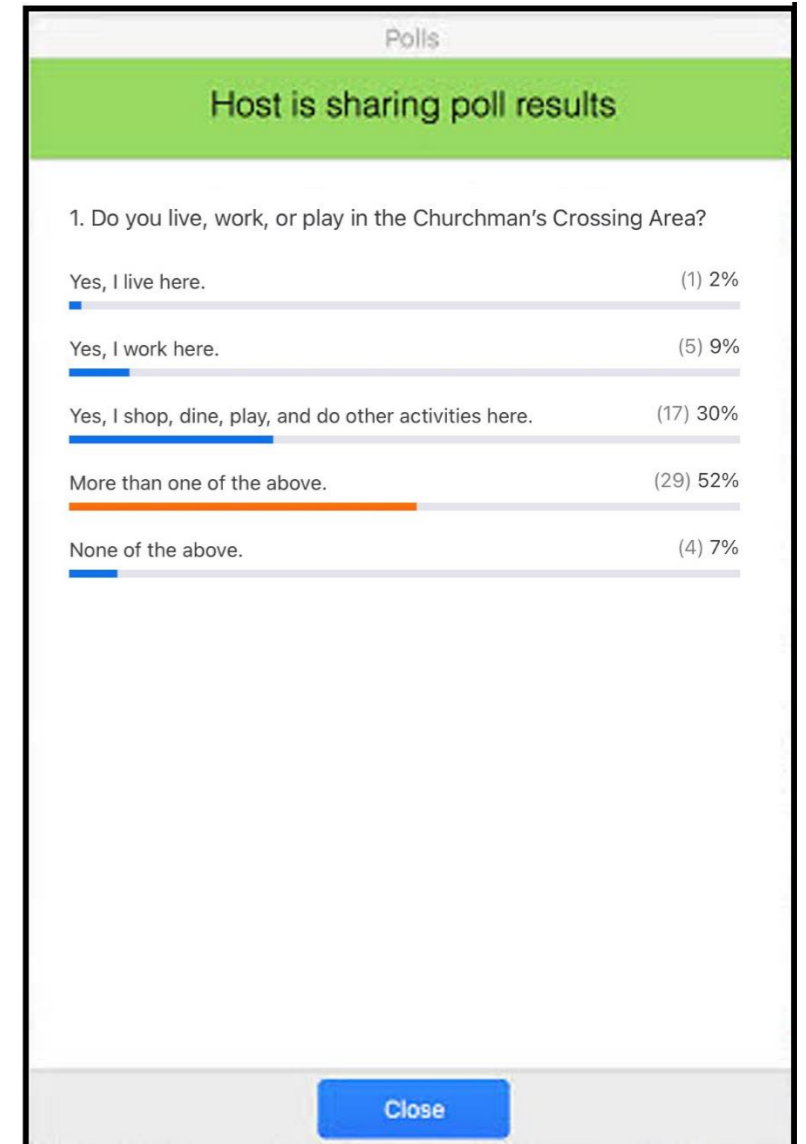 Polls
Host is sharing poll results
1. Do you live, work, or play in the Churchman’s Crossing Area?
Yes, I live here. (1) 2%
Yes, I work here. (5) 9%
Yes, I shop, dine, play, and do other activities here. (17) 30%
More than one of the above. (29) 52%
None of the above. (4) 7%
Close